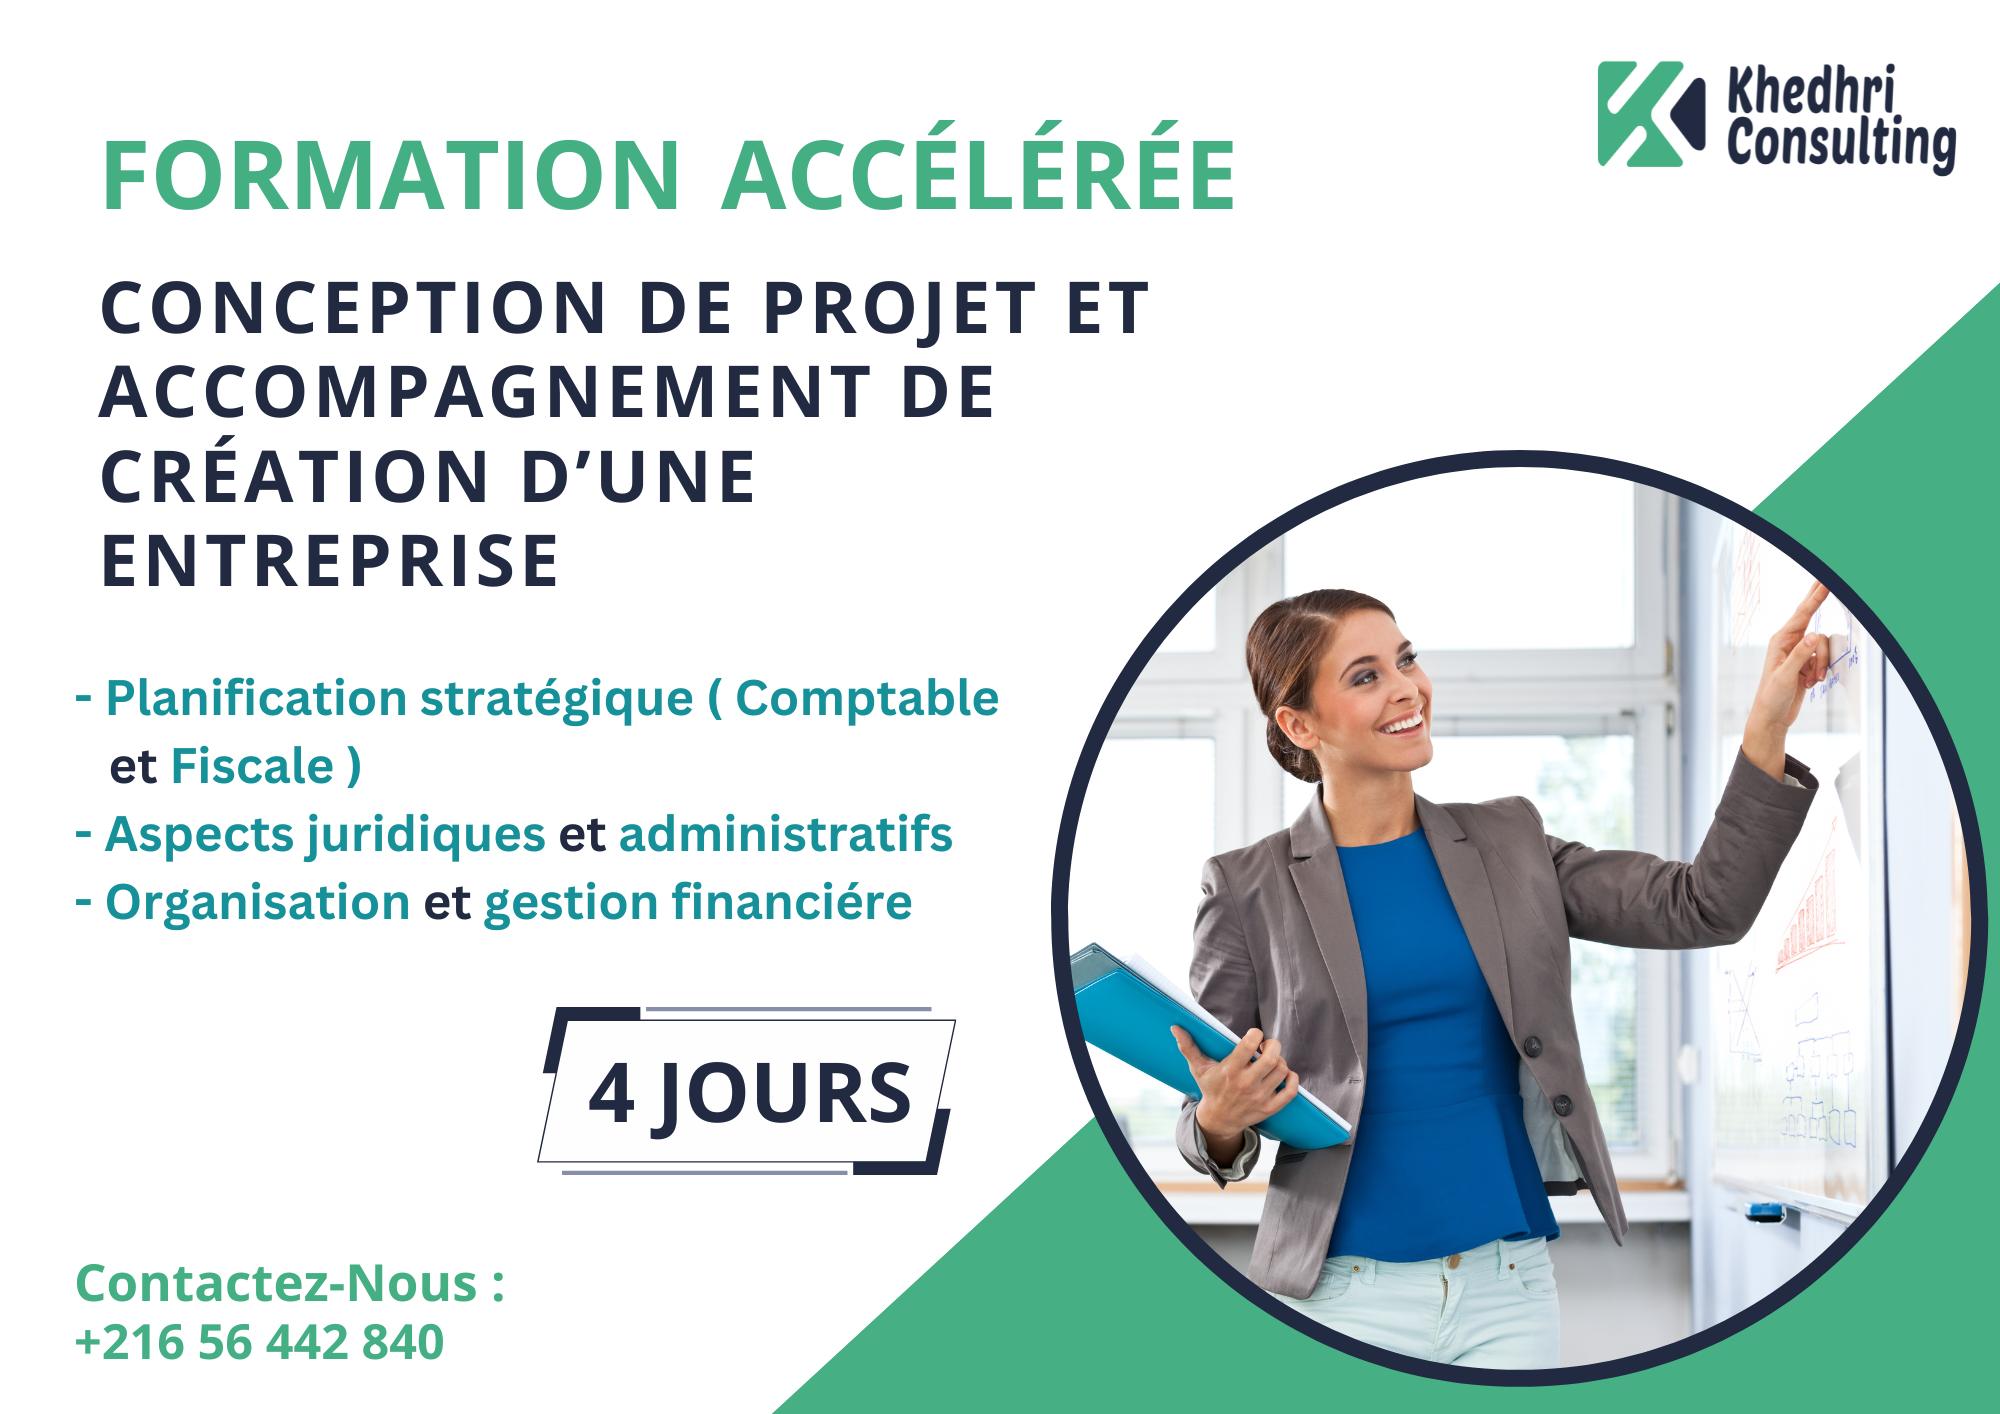 Khedhri
Consulting
FORMATION ACCÉLÉRÉE
CONCEPTION DE PROJET ET
ACCOMPAGNEMENT DE
CRÉATION D’UNE
ENTREPRISE
- Planification stratégique ( Comptable
et Fiscale )
- Aspects juridiques et administratifs
- Organisation et gestion financiére
4 JOURS
Contactez-Nous :
+216 56 442 840